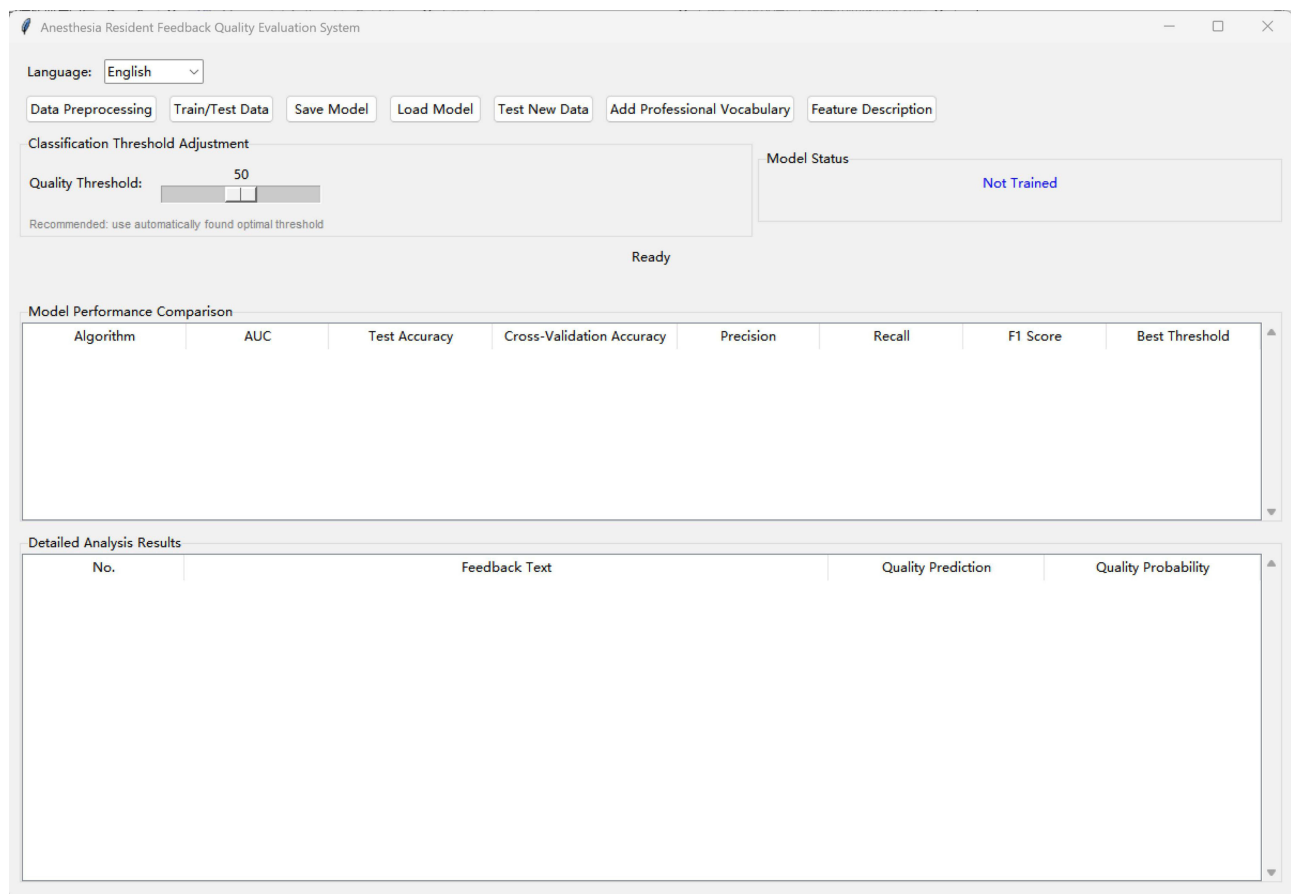 Anesthesia Resident Feedback Quality Evaluation System
Language: English
Data Preprocessing Train/Test Data Save Model Load Model Test New Data Add Professional Vocabulary Feature Description
Classification Threshold Adjustment
Model Status
50
Quality Threshold:
Not Trained
Recommended: use automatically found optimal threshold
Ready
Model Performance Comparison
Algorithm AUC Test Accuracy Cross-Validation Accuracy Precision Recall F1 Score Best Threshold
Detailed Analysis Results
No. Feedback Text Quality Prediction Quality Probability